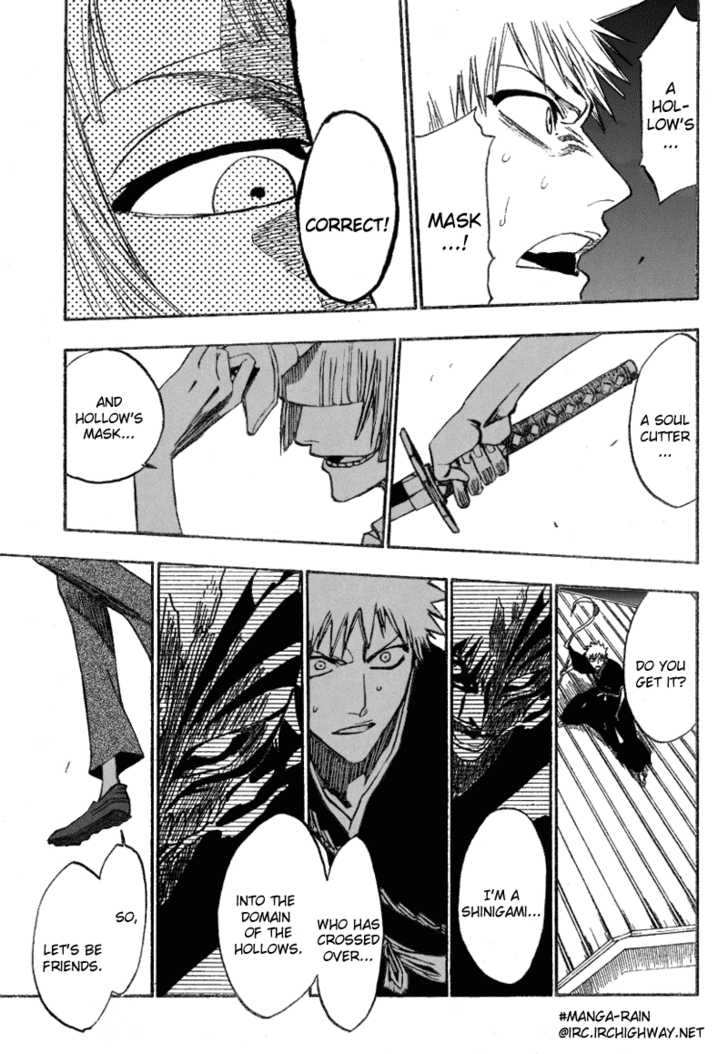 A
HOL-
LOW'S
...
MASK
...!
CORRECT!
A SOUL
CUTTER
...
AND
HOLLOW'S
MASK...
DO YOU
GET IT?
I'M A
SHINIGAMI...
WHO HAS
CROSSED
OVER...
INTO THE
DOMAIN
OF THE
HOLLOWS.
SO,
LET'S BE
FRIENDS.
#MANGA-RAIN
@IRC.IRCHIGHWAY.NET